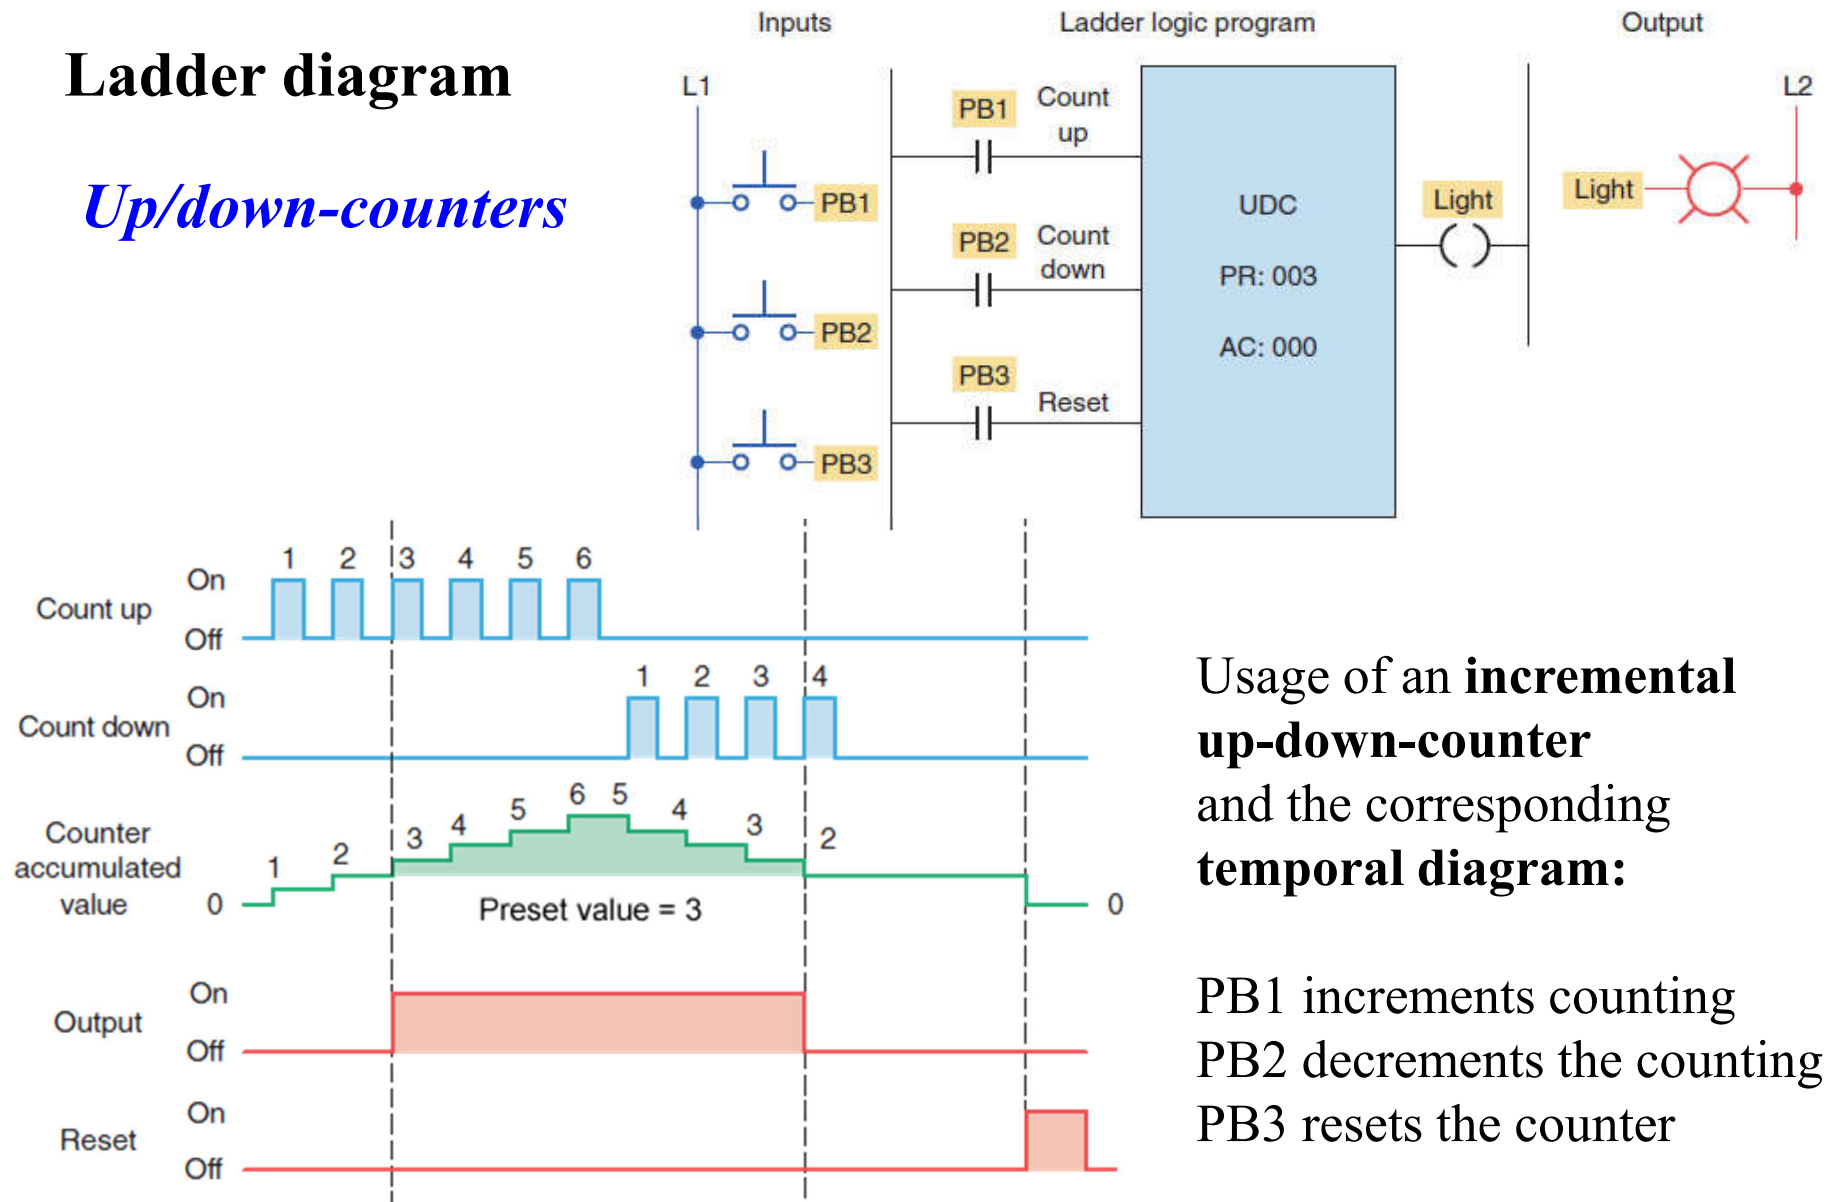 Ladder diagram
Up/down-counters
Inputs
Ladder logic program
Output
L1
PB1
PB2
PB3
PB1
Count
up
PB2
Count
down
PB3
Reset
UDC
PR: 003
AC: 000
Light
Light
L2
Count up
On
Off
1 2 3 4 5 6
Count down
On
Off
1 2 3 4
Counter
accumulated
value
0
1 2 3 4 5 6 5 4 3 2
0
Preset value = 3
Output
On
Off
Reset
On
Off
Usage of an incremental
up-down-counter
and the corresponding
temporal diagram:
PB1 increments counting
PB2 decrements the counting
PB3 resets the counter